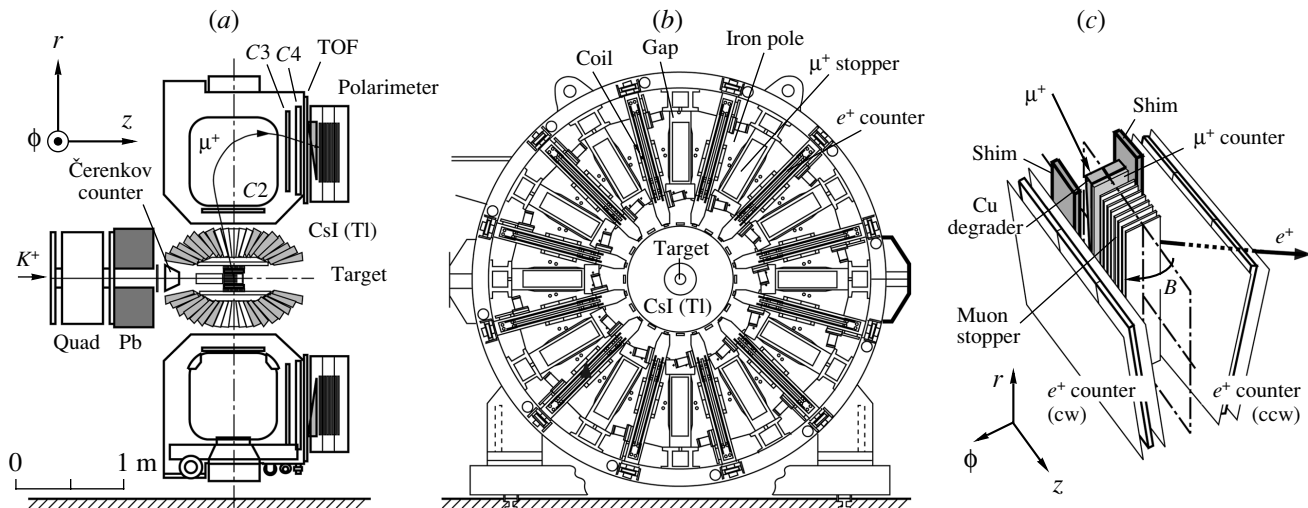 (a)
r
C3
C4
TOF
Polarimeter
ϕ
z
μ+
Čerenkov
counter
C2
CsI (Tl)
K+
Target
Quad
Pb
0
1 m
(b)
Coil
Gap
Iron pole
μ+ stopper
e+ counter
Target
CsI (Tl)
(c)
μ+
Shim
Shim
μ+ counter
Cu
degrader
e+
B
Muon
stopper
r
e+ counter
(cw)
e+ counter
(ccw)
ϕ
z